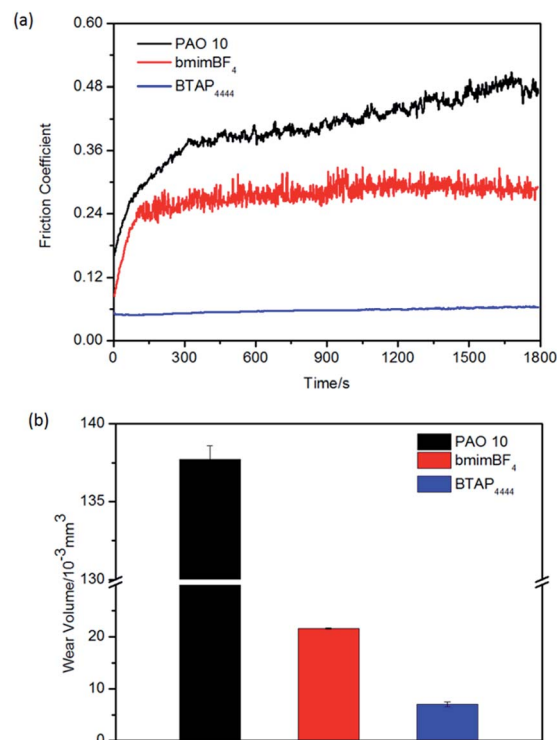 (a)
0.60
PAO 10
bmimBF₄
BTAP₄₄₄₄
0.48
0.36
0.24
0.12
0.00
Friction Coefficient
0 300 600 900 1200 1500 1800
Time/s
(b)
140
PAO 10
bmimBF₄
BTAP₄₄₄₄
135
130
20
10
0
Wear Volume/10⁻³mm³